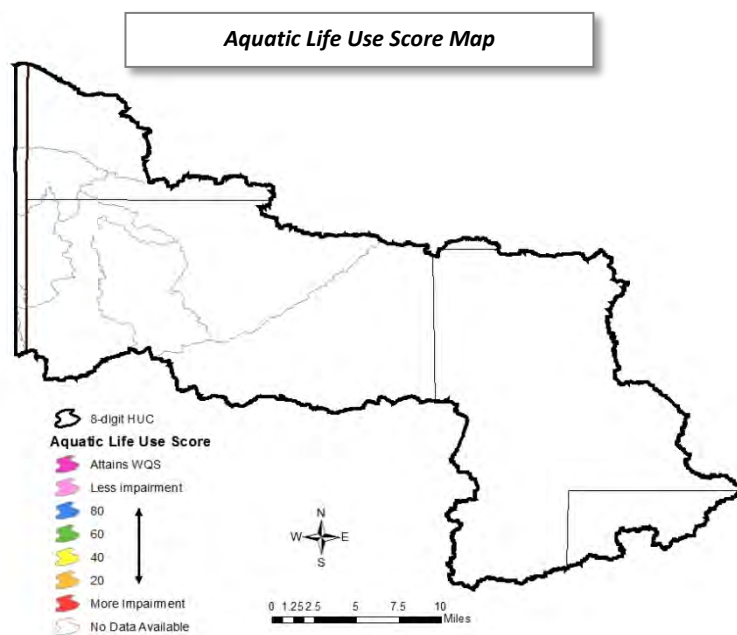 Aquatic Life Use Score Map
8-digit HUC
Aquatic Life Use Score
Attains WQS
Less impairment
80
60
40
20
More Impairment
No Data Available
N
W E
S
0 1.25 2.5 5 7.5 10
Miles